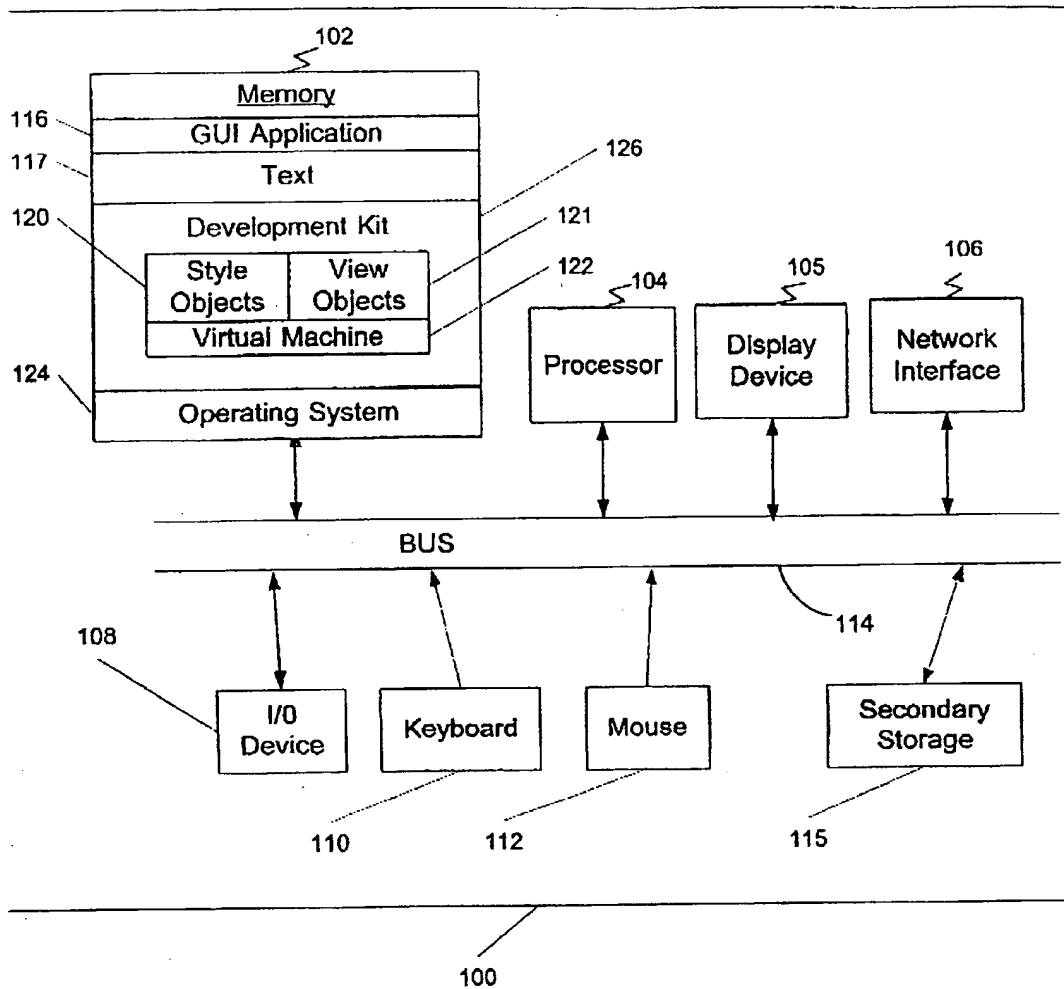 102
Memory
116
GUI Application
117
Text
126
120
Development Kit
121
Style
Objects
View
Objects
122
Virtual Machine
124
Operating System
104
Processor
105
Display
Device
106
Network
Interface
BUS
114
108
I/0
Device
Keyboard
Mouse
Secondary
Storage
110
112
115
100